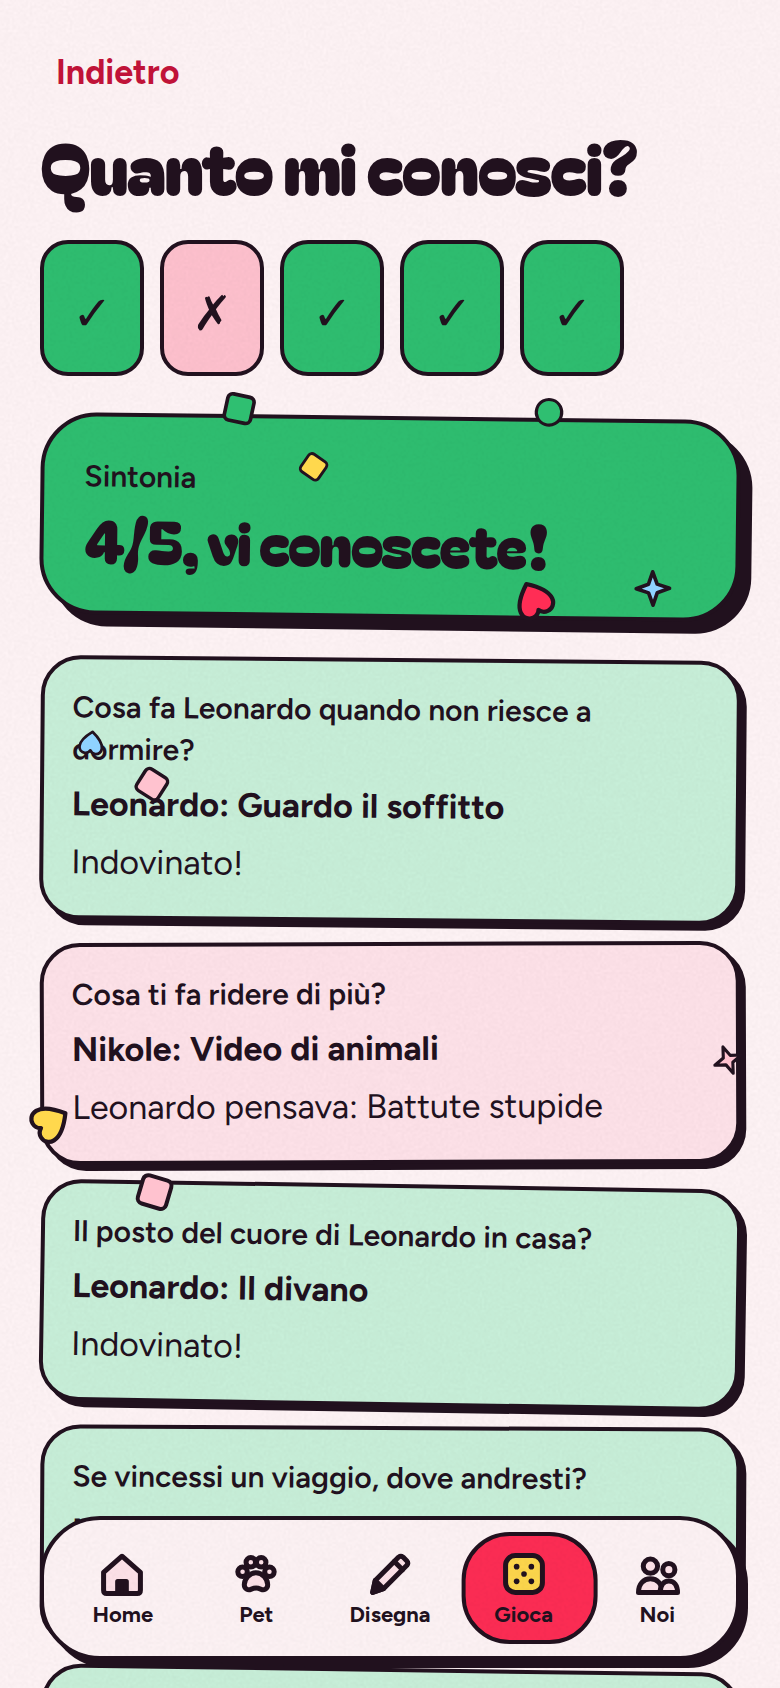 Indietro
Quanto mi conosci?
✓ ✗ ✓ ✓ ✓
Sintonia
4/5, vi conoscete!
Cosa fa Leonardo quando non riesce a
dormire?
Leonardo: Guardo il soffitto
Indovinato!
Cosa ti fa ridere di più?
Nikole: Video di animali
Leonardo pensava: Battute stupide
Il posto del cuore di Leonardo in casa?
Leonardo: Il divano
Indovinato!
Se vincessi un viaggio, dove andresti?
Home Pet Disegna Gioca Noi